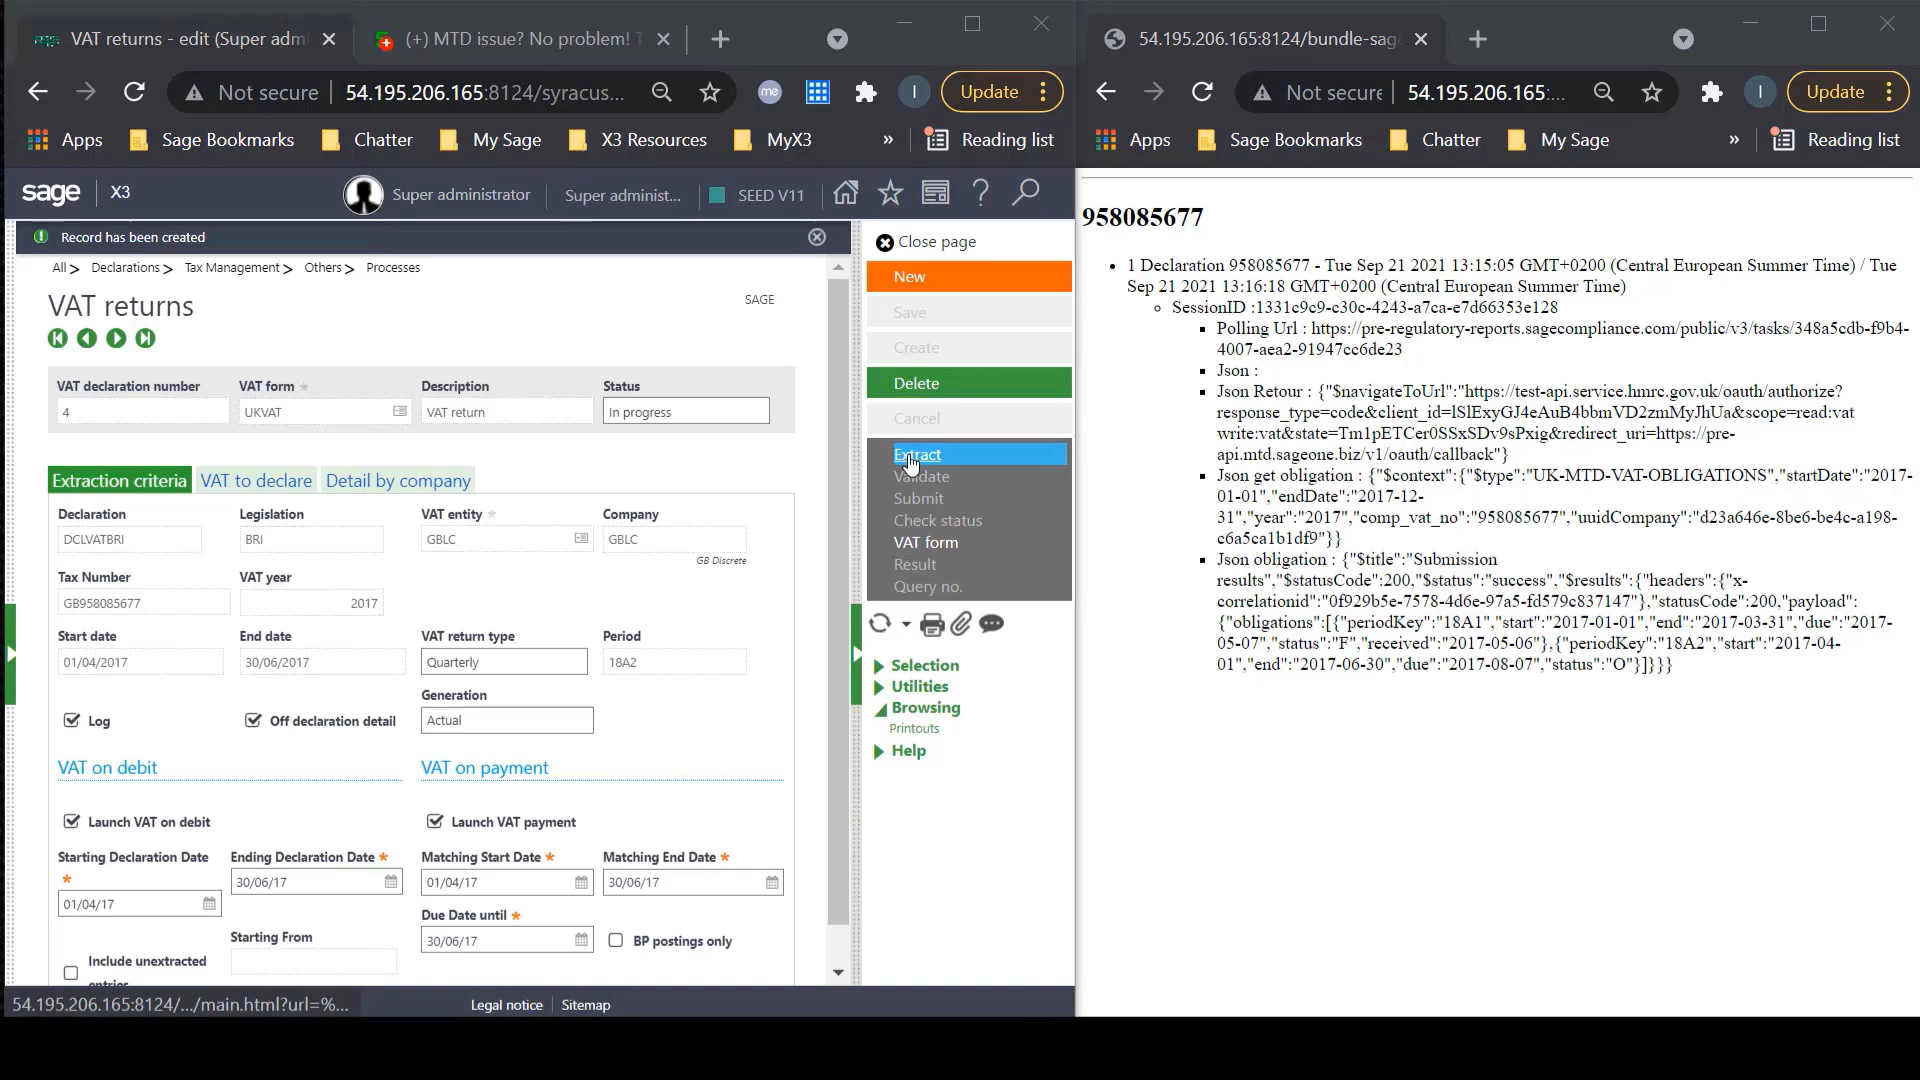 VAT returns - edit (Super adm
(+) MTD issue? No problem! T
Not secure
54.195.206.165:8124/syracus...
me
I
Update
Apps
Sage Bookmarks
Chatter
My Sage
X3 Resources
MyX3
»
Reading list
sage
X3
Super administrator
Super administ...
SEED V11
?
Record has been created
All >
Declarations >
Tax Management >
Others >
Processes
VAT returns
SAGE
VAT declaration number
VAT form *
Description
Status
4
UKVAT
VAT return
In progress
Extraction criteria
VAT to declare
Detail by company
Declaration
Legislation
VAT entity *
Company
DCLVATBRI
BRI
GBLC
GBLC
GB Discrete
Tax Number
VAT year
GB958085677
2017
Start date
End date
VAT return type
Period
01/04/2017
30/06/2017
Quarterly
18A2
Generation
Log
Off declaration detail
Actual
VAT on debit
VAT on payment
Launch VAT on debit
Launch VAT payment
Starting Declaration Date
*
Ending Declaration Date *
Matching Start Date *
Matching End Date *
01/04/17
30/06/17
01/04/17
30/06/17
Due Date until *
30/06/17
BP postings only
Starting From
Include unextracted
entries
54.195.206.165:8124/.../main.html?url=%...
Legal notice
Sitemap
Close page
New
Save
Create
Delete
Cancel
Extract
Validate
Submit
Check status
VAT form
Result
Query no.
Selection
Utilities
Browsing
Printouts
Help
54.195.206.165:8124/bundle-sag
Not secure
54.195.206.165:...
I
Update
Apps
Sage Bookmarks
Chatter
My Sage
»
Reading list
958085677
1 Declaration 958085677 - Tue Sep 21 2021 13:15:05 GMT+0200 (Central European Summer Time) / Tue
Sep 21 2021 13:16:18 GMT+0200 (Central European Summer Time)
SessionID :1331c9c9-c30c-4243-a7ca-e7d66353e128
Polling Url : https://pre-regulatory-reports.sagecompliance.com/public/v3/tasks/348a5cdb-f9b4-
4007-aea2-91947cc6de23
Json :
Json Retour : {"$navigateToUrl":"https://test-api.service.hmrc.gov.uk/oauth/authorize?
response_type=code&client_id=lSlExyGJ4eAuB4bbmVD2zmMyJhUa&scope=read:vat
write:vat&state=Tm1pETCer0SSxSDv9sPxig&redirect_uri=https://pre-
api.mtd.sageone.biz/v1/oauth/callback"}
Json get obligation : {"$context":{"$type":"UK-MTD-VAT-OBLIGATIONS","startDate":"2017-
01-01","endDate":"2017-12-
31","year":"2017","comp_vat_no":"958085677","uuidCompany":"d23a646e-8be6-be4c-a198-
c6a5ca1b1df9"}}
Json obligation : {"$title":"Submission
results","$statusCode":200,"$status":"success","$results":{"headers":{"x-
correlationid":"0f929b5e-7578-4d6e-97a5-fd579c837147"},"statusCode":200,"payload":
{"obligations":[{"periodKey":"18A1","start":"2017-01-01","end":"2017-03-31","due":"2017-
05-07","status":"F","received":"2017-05-06"},{"periodKey":"18A2","start":"2017-04-
01","end":"2017-06-30","due":"2017-08-07","status":"O"}]}}}